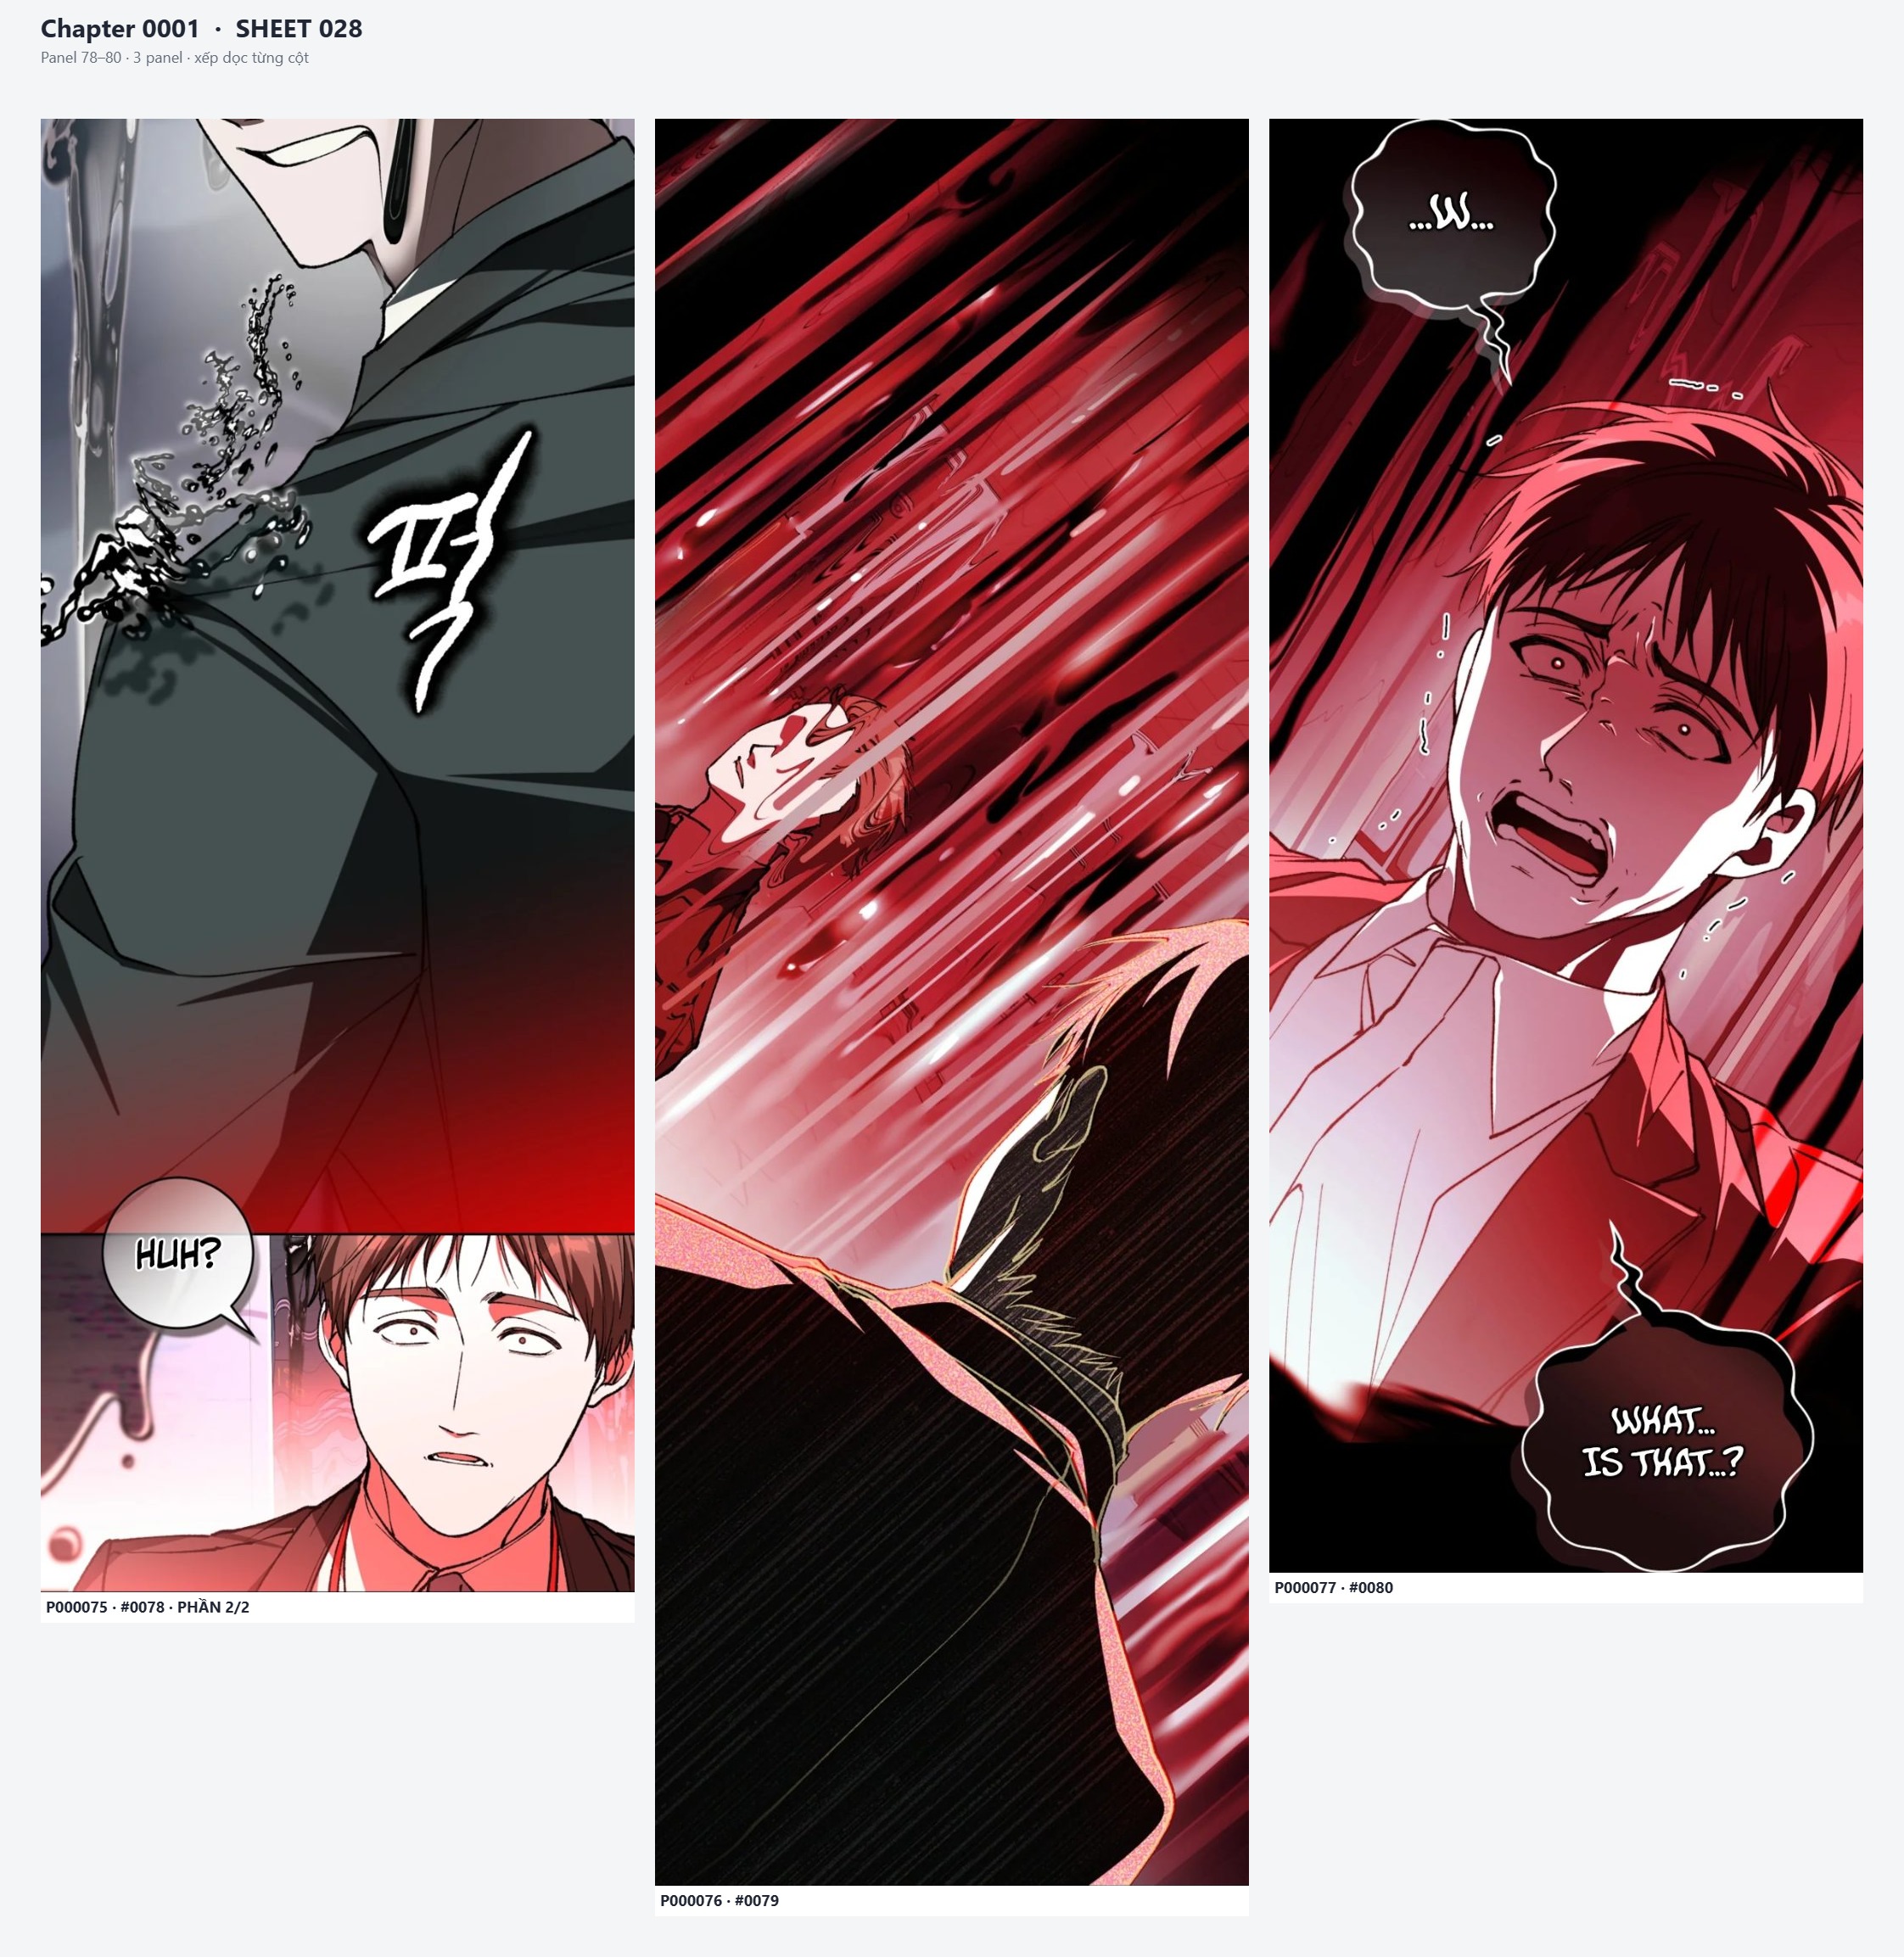 Chapter 0001 · SHEET 028
Panel 78–80 · 3 panel · xếp dọc từng cột
퍽
HUH?
P000075 · #0078 · PHẦN 2/2
P000076 · #0079
...W...
WHAT...
IS THAT...?
P000077 · #0080